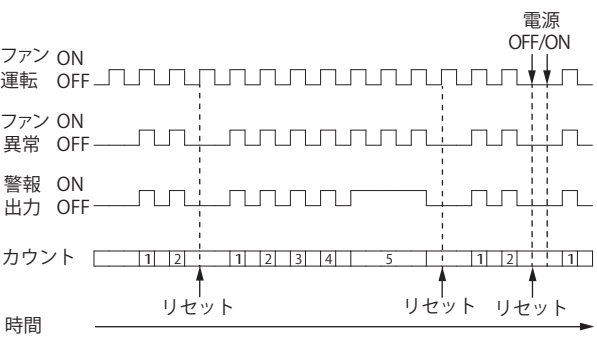 電源
OFF/ON
ファン ON
運転 OFF
ファン ON
異常 OFF
警報 ON
出力 OFF
カウント 1 2 1 2 3 4 5 1 2 1
リセット リセット リセット
時間